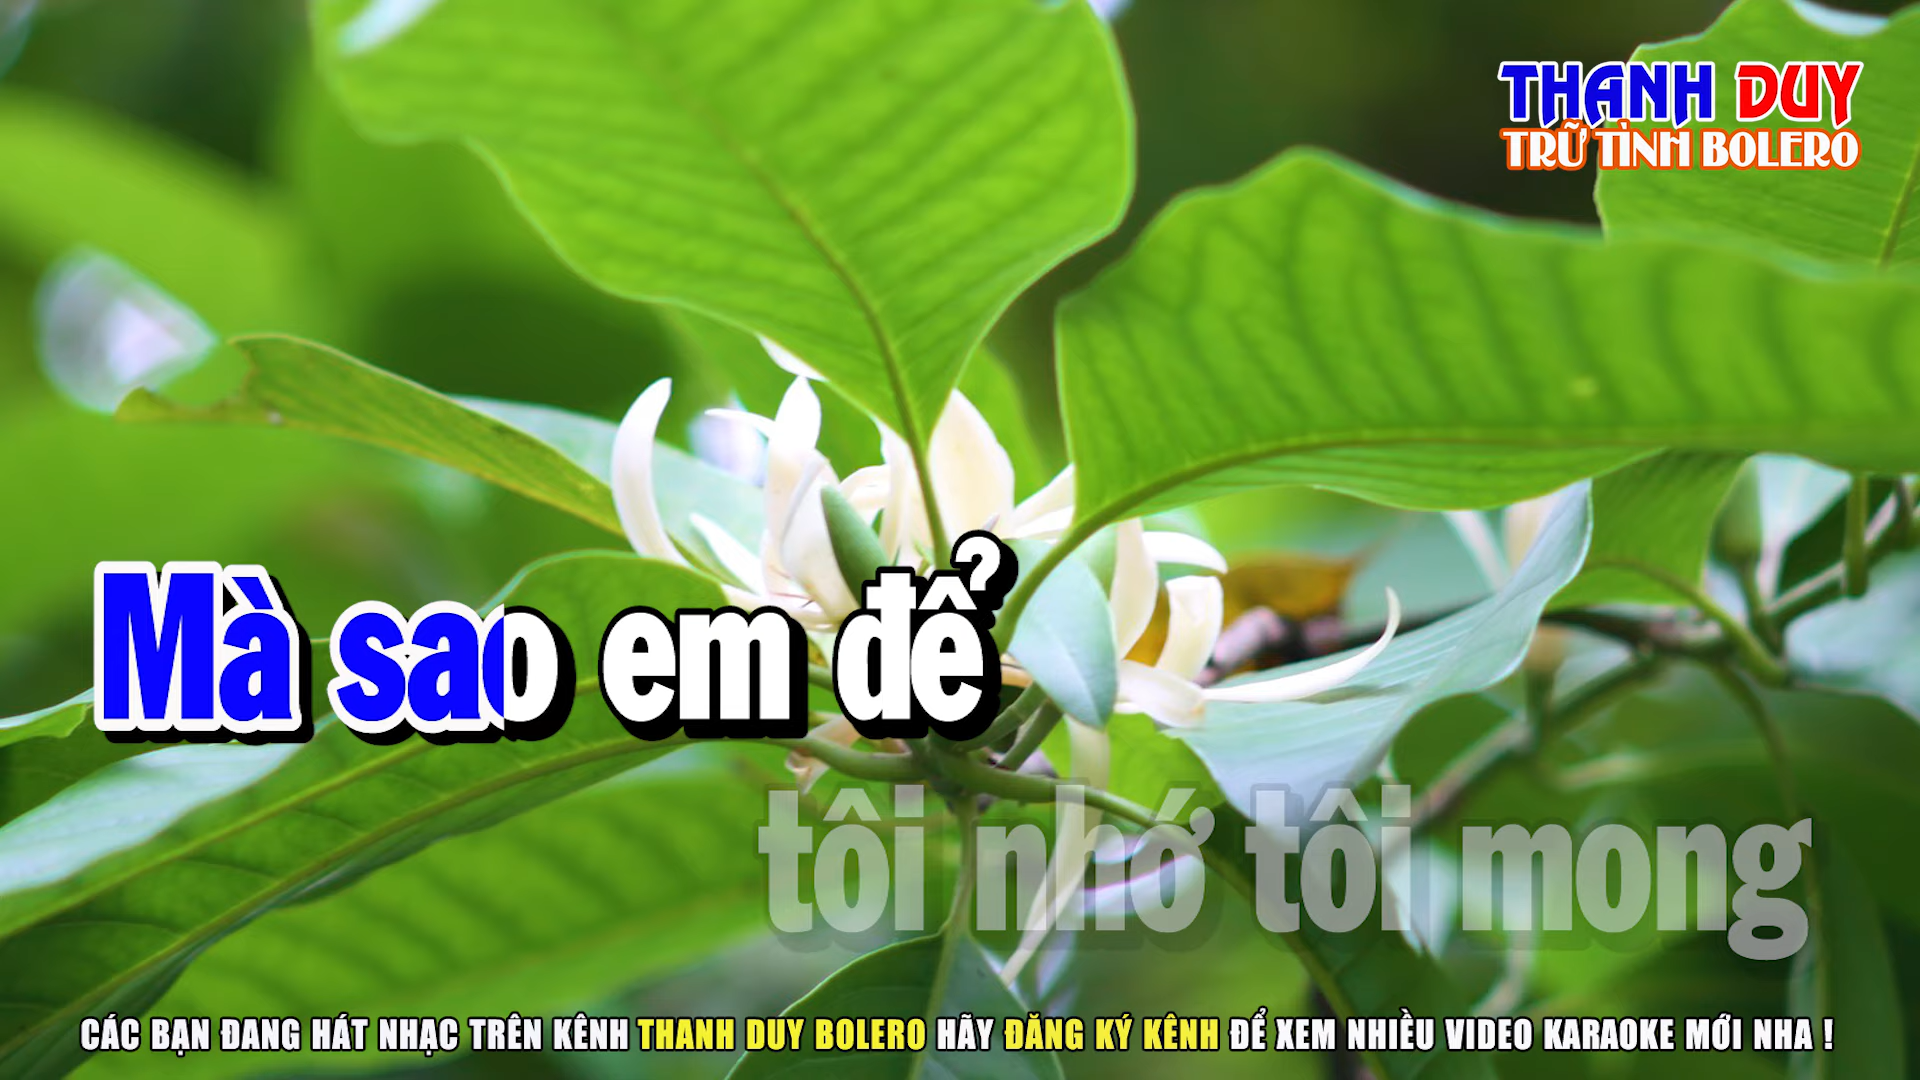 THANH DUY
TRỮ TÌNH BOLERO
Mà sao em để
tôi nhớ tôi mong
CÁC BẠN ĐANG HÁT NHẠC TRÊN KÊNH THANH DUY BOLERO HÃY ĐĂNG KÝ KÊNH ĐỂ XEM NHIỀU VIDEO KARAOKE MỚI NHA !